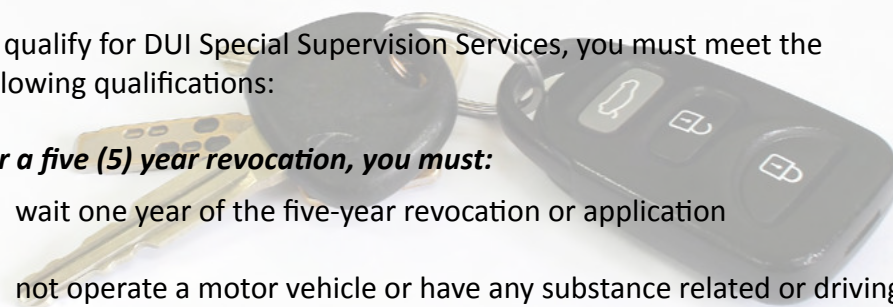 qualify for DUI Special Supervision Services, you must meet the
lowing qualifications:
r a five (5) year revocation, you must:
wait one year of the five-year revocation or application
not operate a motor vehicle or have any substance related or driving